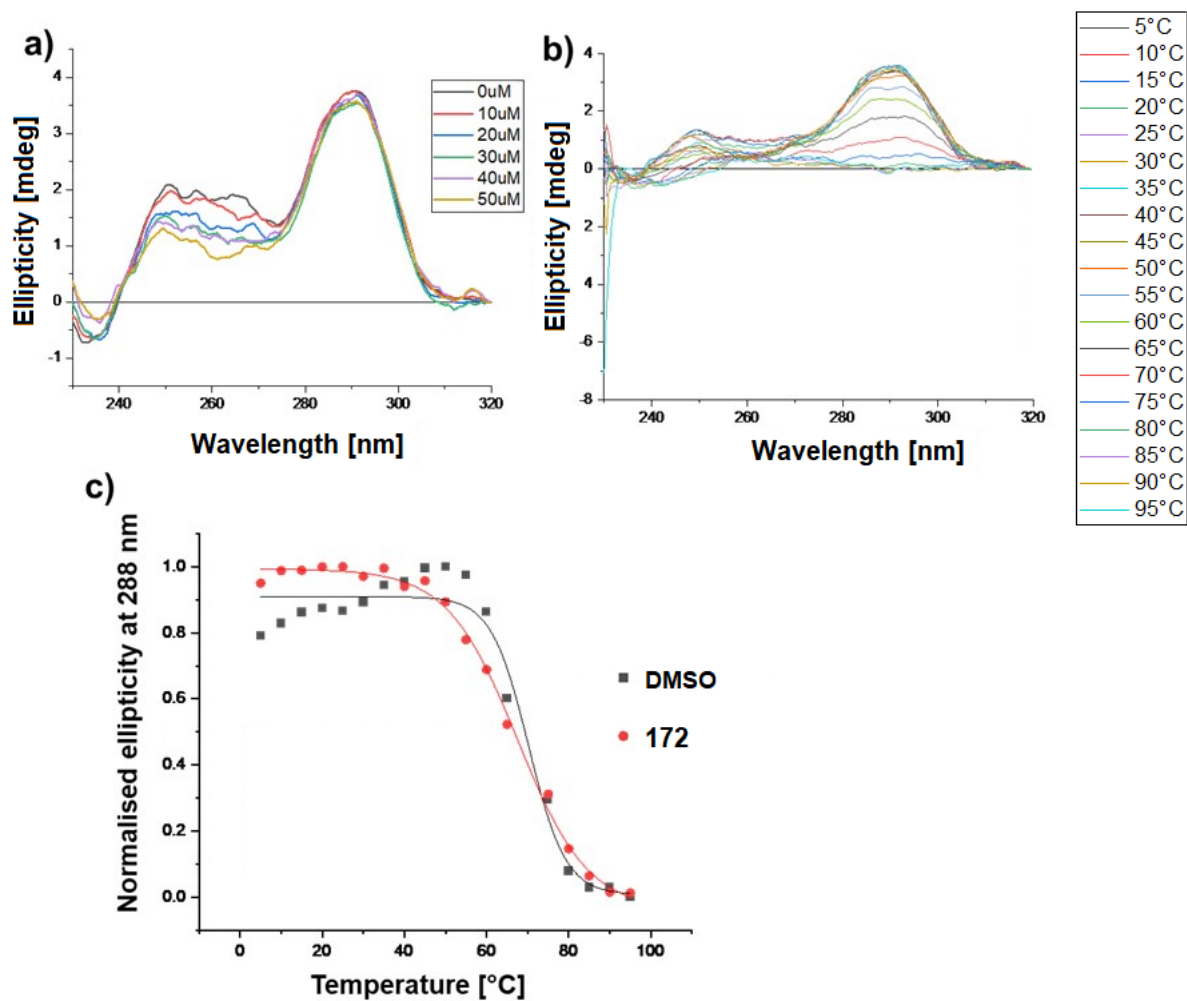 a)
Ellipticity [mdeg]
4
3
2
1
0
-1
240
260
280
300
320
Wavelength [nm]
0uM
10uM
20uM
30uM
40uM
50uM
b)
Ellipticity [mdeg]
4
2
0
4
-4
-6
-8
240
260
280
300
320
Wavelength [nm]
5°C
10°C
15°C
20°C
25°C
30°C
35°C
40°C
45°C
50°C
55°C
60°C
65°C
70°C
75°C
80°C
85°C
90°C
95°C
c)
Normalised ellipticity at 288 nm
1.0
0.8
0.6
0.4
0.2
0.0
0
20
40
60
80
100
Temperature [°C]
DMSO
172